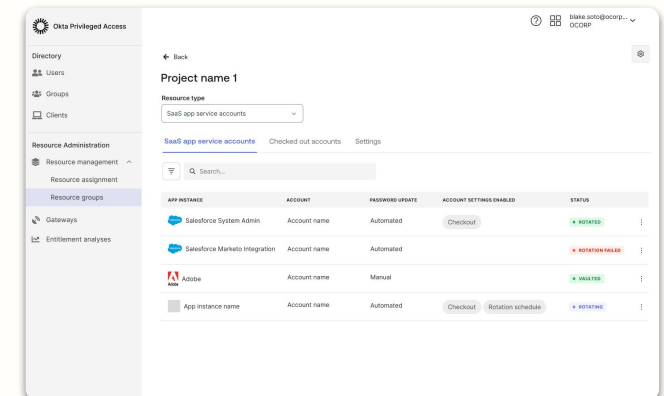 Okta Privileged Access
blake.soto@ocorp...
OCORP
Directory
Users
Groups
Clients
Resource Administration
Resource management
Resource assignment
Resource groups
Gateways
Entitlement analyses
Back
Project name 1
Resource type
SaaS app service accounts
SaaS app service accounts Checked out accounts Settings
Search...
APP INSTANCE ACCOUNT PASSWORD UPDATE ACCOUNT SETTINGS ENABLED STATUS
Salesforce System Admin Account name Automated Checkout ROTATED
Salesforce Marketo Integration Account name Automated ROTATION FAILED
Adobe Adobe Account name Manual VAULTED
App instance name Account name Automated Checkout Rotation schedule ROTATING